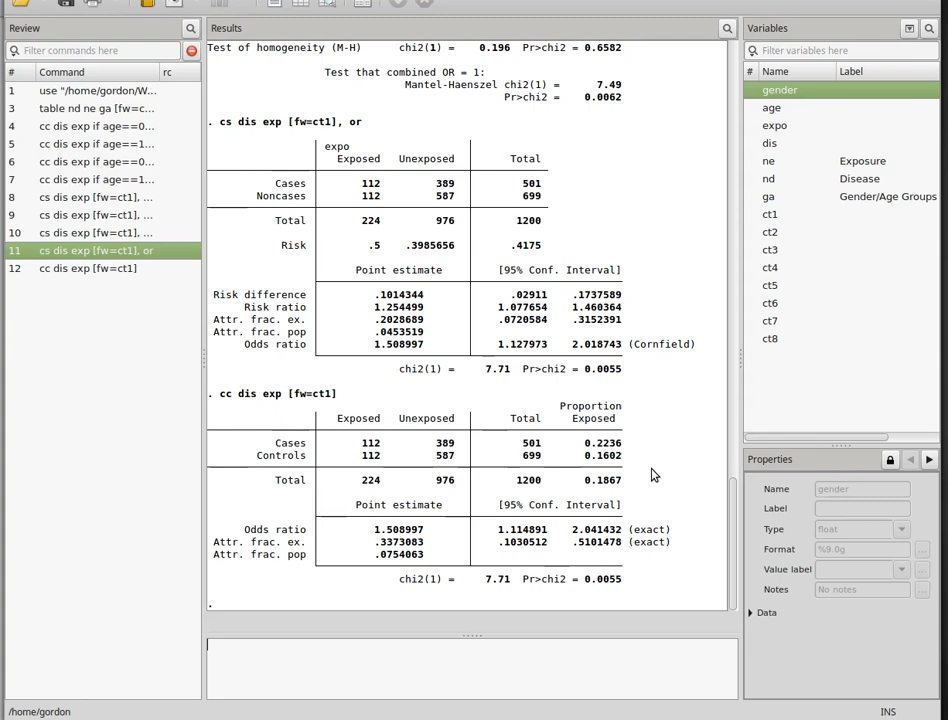 Review
Filter commands here
# Command rc
1 use "/home/gordon/W...
3 table nd ne ga [fw=c...
4 cc dis exp if age==0...
5 cc dis exp if age==1...
6 cc dis exp if age==0...
7 cc dis exp if age==1...
8 cs dis exp [fw=ct1], ...
9 cs dis exp [fw=ct1], ...
10 cs dis exp [fw=ct1], ...
11 cs dis exp [fw=ct1], or
12 cc dis exp [fw=ct1]
Results
Test of homogeneity (M-H) chi2(1) = 0.196 Pr>chi2 = 0.6582
Test that combined OR = 1:
Mantel-Haenszel chi2(1) = 7.49
Pr>chi2 = 0.0062
. cs dis exp [fw=ct1], or
expo
Exposed Unexposed Total
Cases 112 389 501
Noncases 112 587 699
Total 224 976 1200
Risk .5 .3985656 .4175
Point estimate [95% Conf. Interval]
Risk difference .1014344 .02911 .1737589
Risk ratio 1.254499 1.077654 1.460364
Attr. frac. ex. .2028689 .0720584 .3152391
Attr. frac. pop .0453519
Odds ratio 1.508997 1.127973 2.018743 (Cornfield)
chi2(1) = 7.71 Pr>chi2 = 0.0055
. cc dis exp [fw=ct1]
Proportion
Exposed Unexposed Total Exposed
Cases 112 389 501 0.2236
Controls 112 587 699 0.1602
Total 224 976 1200 0.1867
Point estimate [95% Conf. Interval]
Odds ratio 1.508997 1.114891 2.041432 (exact)
Attr. frac. ex. .3373083 .1030512 .5101478 (exact)
Attr. frac. pop .0754063
chi2(1) = 7.71 Pr>chi2 = 0.0055
.
Variables
Filter variables here
# Name Label
gender
age
expo
dis
ne Exposure
nd Disease
ga Gender/Age Groups
ct1
ct2
ct3
ct4
ct5
ct6
ct7
ct8
Properties
Name gender
Label
Type float
Format %9.0g
Value label
Notes No notes
Data
/home/gordon
INS